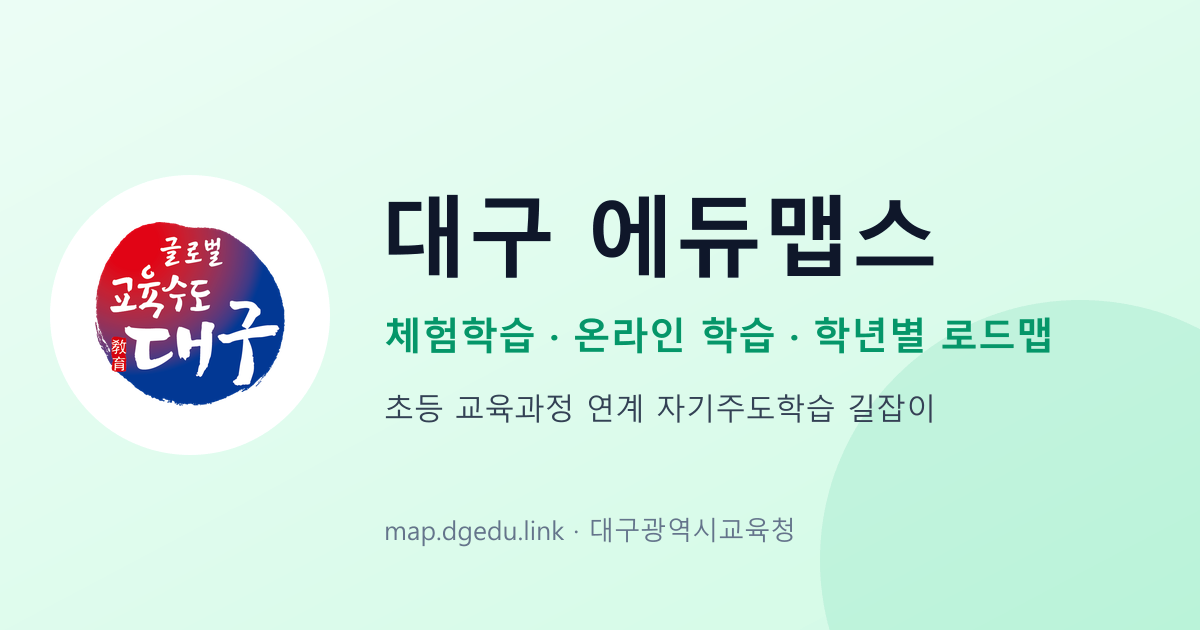 글로벌
교육수도
대구
教育
대구 에듀맵스
체험학습 · 온라인 학습 · 학년별 로드맵
초등 교육과정 연계 자기주도학습 길잡이
map.dgedu.link · 대구광역시교육청